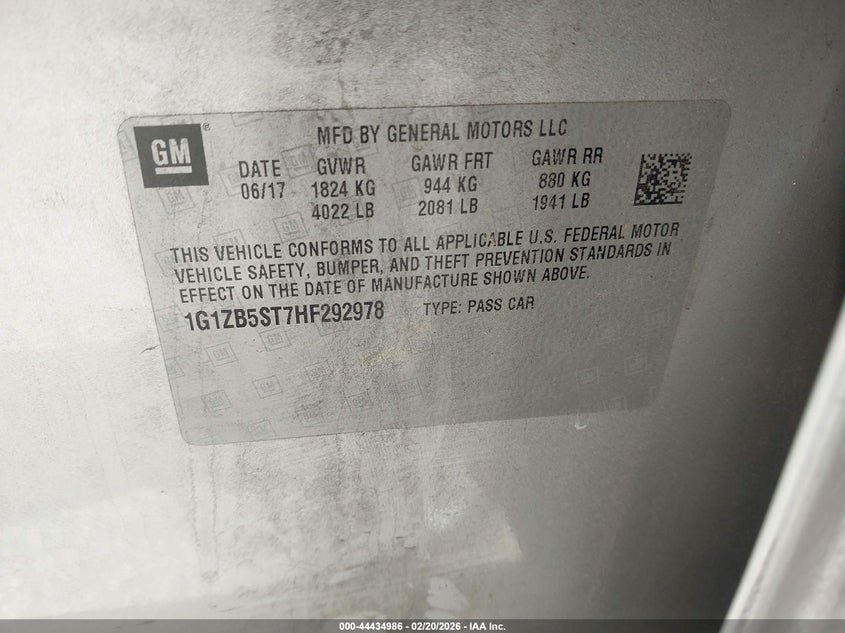 GM ®
MFD BY GENERAL MOTORS LLC
DATE GVWR GAWR FRT GAWR RR
06/17 1824 KG 944 KG 880 KG
4022 LB 2081 LB 1941 LB
THIS VEHICLE CONFORMS TO ALL APPLICABLE U.S. FEDERAL MOTOR
VEHICLE SAFETY, BUMPER, AND THEFT PREVENTION STANDARDS IN
EFFECT ON THE DATE OF MANUFACTURE SHOWN ABOVE.
1G1ZB5ST7HF292978 TYPE: PASS CAR
000-44434986 - 02/20/2026 - IAA Inc.